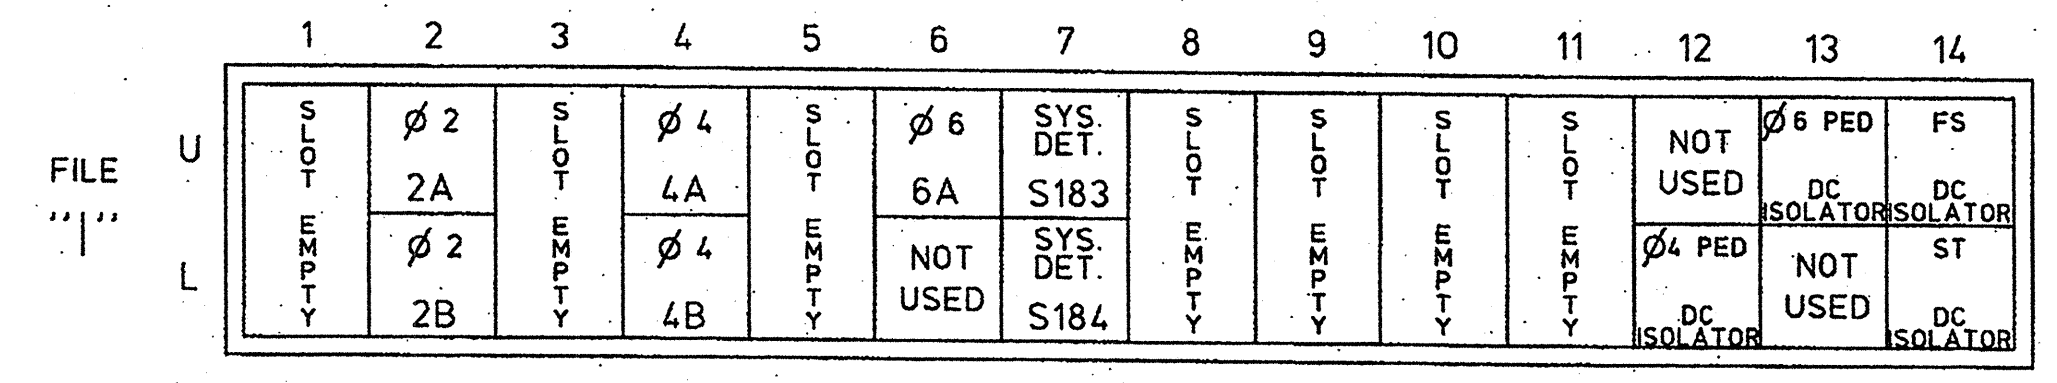 1 2 3 4 5 6 7 8 9 10 11 12 13 14
FILE
"I"
U
L
SLOT EMPTY
Ø 2
2A
Ø 2
2B
SLOT EMPTY
Ø 4
4A
Ø 4
4B
SLOT EMPTY
Ø 6
6A
NOT
USED
SYS.
DET.
S183
SYS.
DET.
S184
SLOT EMPTY
SLOT EMPTY
SLOT EMPTY
SLOT EMPTY
NOT
USED
Ø4 PED
DC
ISOLATOR
Ø6 PED
DC
ISOLATOR
NOT
USED
FS
DC
ISOLATOR
ST
DC
ISOLATOR